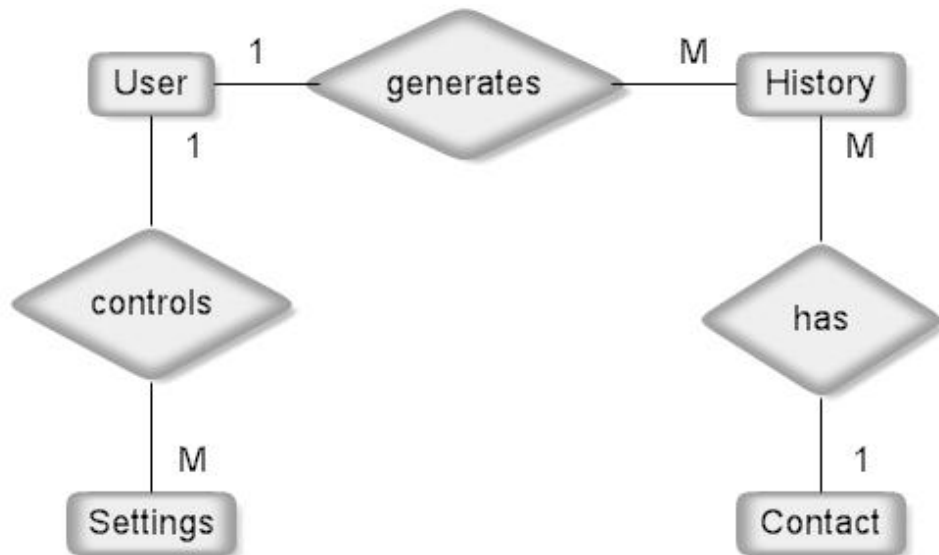 1
M
User
generates
History
1
M
controls
has
M
1
Settings
Contact